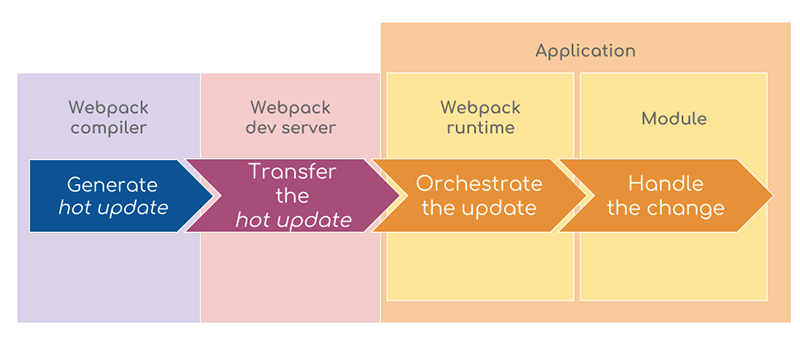 Application
Webpack
compiler
Webpack
dev server
Webpack
runtime
Module
Generate
hot update
Transfer
the
hot update
Orchestrate
the update
Handle
the change